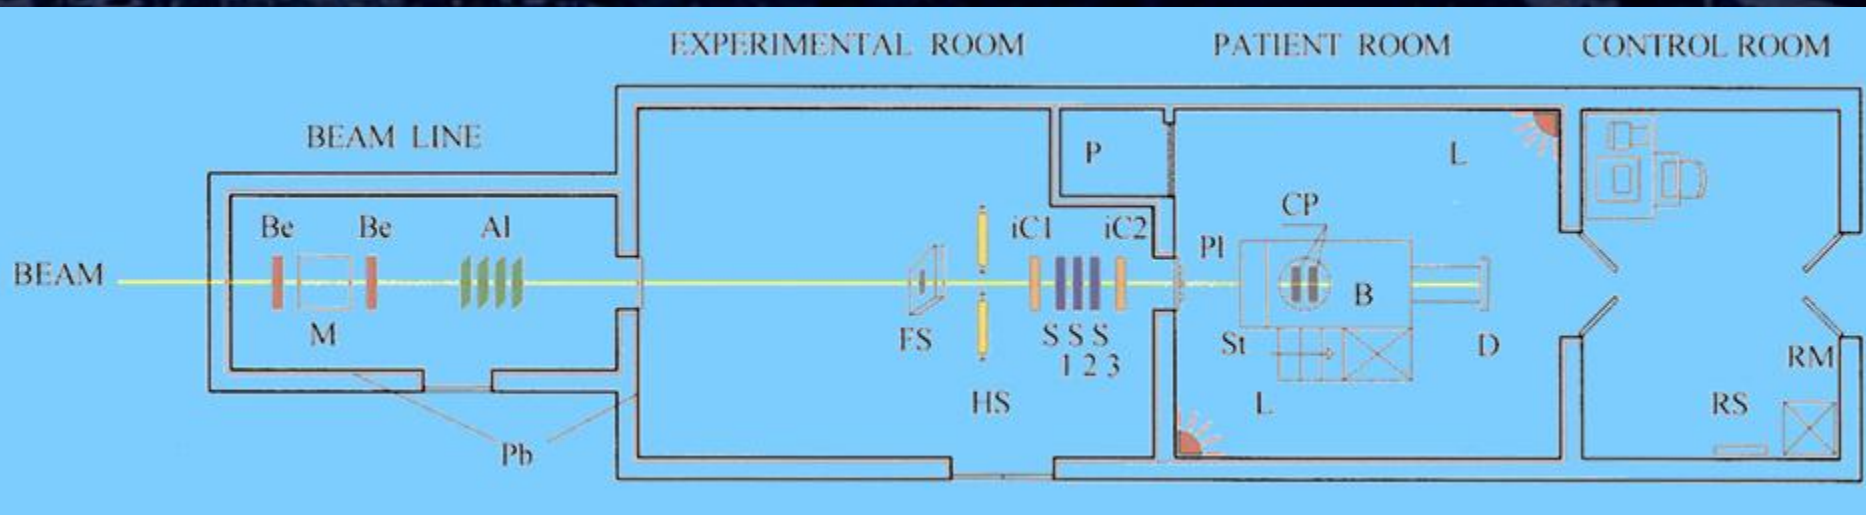 EXPERIMENTAL ROOM
PATIENT ROOM
CONTROL ROOM
BEAM LINE
P
L
Be
Be
Al
iC1
iC2
CP
Pl
BEAM
B
M
FS
S S S
1 2 3
St
D
RM
HS
L
RS
Pb